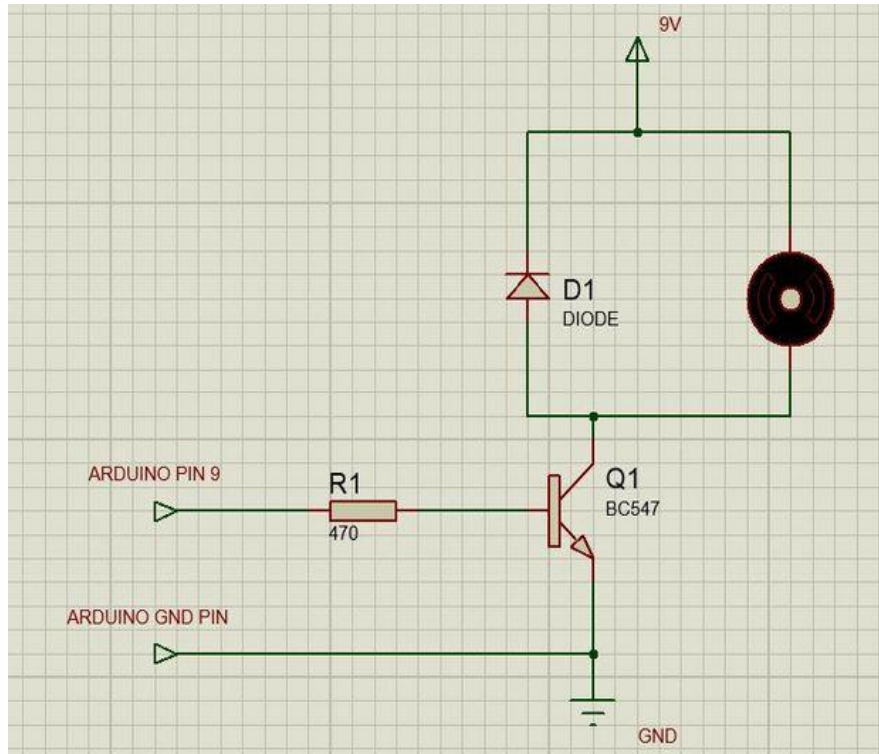 9V
D1
DIODE
ARDUINO PIN 9
R1
470
Q1
BC547
ARDUINO GND PIN
GND